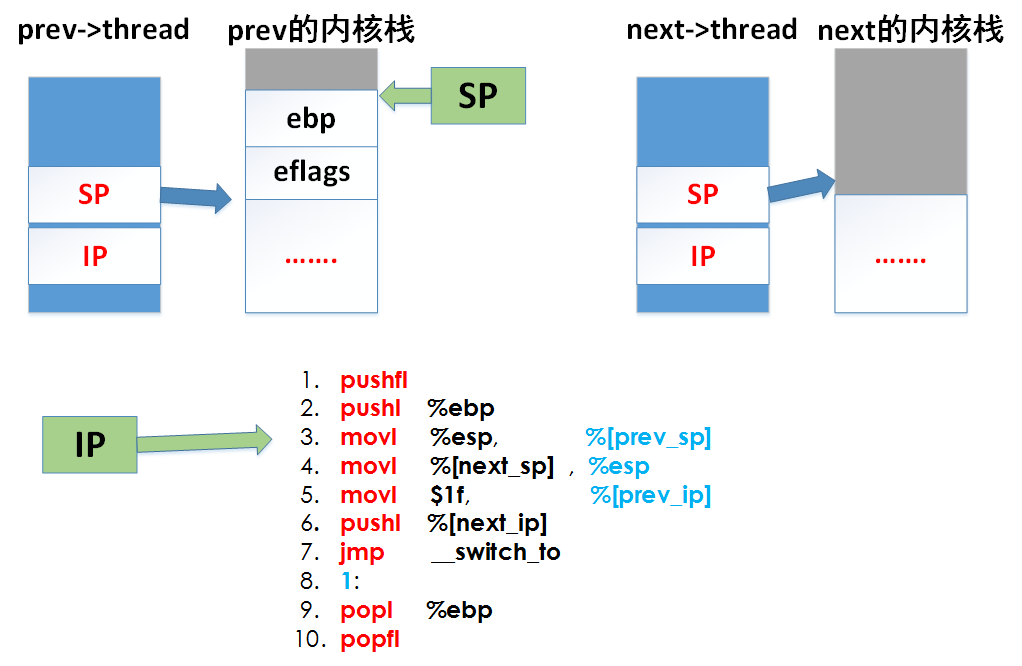 prev->thread prev的内核栈 next->thread next的内核栈
SP
ebp
eflags
SP
SP
IP
.......
IP
.......
IP
1. pushfl
2. pushl %ebp
3. movl %esp, %[prev_sp]
4. movl %[next_sp] , %esp
5. movl $1f, %[prev_ip]
6. pushl %[next_ip]
7. jmp __switch_to
8. 1:
9. popl %ebp
10. popfl